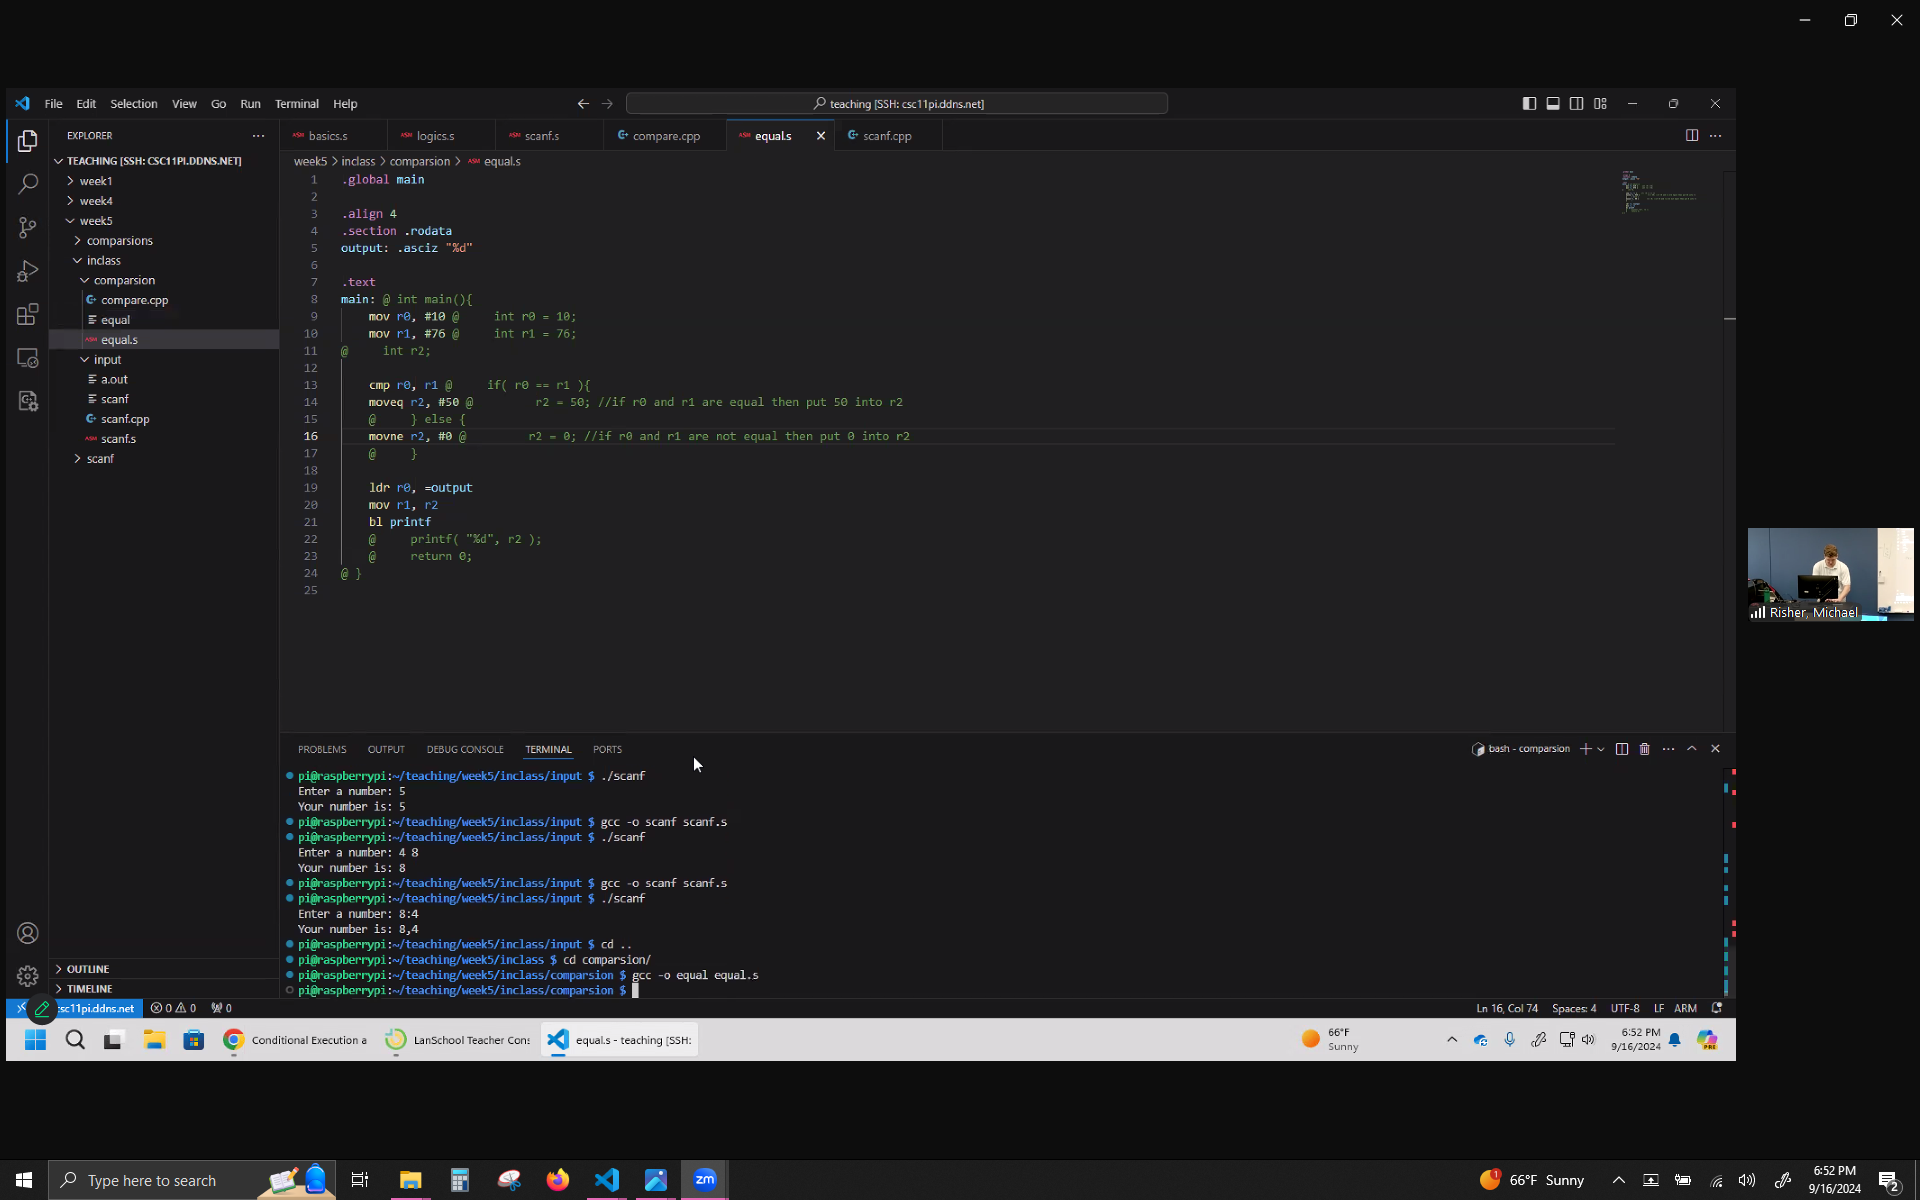 File Edit Selection View Go Run Terminal Help
teaching [SSH: csc11pi.ddns.net]
EXPLORER
TEACHING [SSH: CSC11PI.DDNS.NET]
week1
week4
week5
comparsions
inclass
comparsion
compare.cpp
equal
equal.s
input
a.out
scanf
scanf.cpp
scanf.s
scanf
OUTLINE
TIMELINE
basics.s logics.s scanf.s compare.cpp equal.s scanf.cpp
week5 > inclass > comparsion > equal.s
1 .global main
2
3 .align 4
4 .section .rodata
5 output: .asciz "%d"
6
7 .text
8 main: @ int main(){
9 mov r0, #10 @ int r0 = 10;
10 mov r1, #76 @ int r1 = 76;
11 @ int r2;
12
13 cmp r0, r1 @ if( r0 == r1 ){
14 moveq r2, #50 @ r2 = 50; //if r0 and r1 are equal then put 50 into r2
15 @ } else {
16 movne r2, #0 @ r2 = 0; //if r0 and r1 are not equal then put 0 into r2
17 @ }
18
19 ldr r0, =output
20 mov r1, r2
21 bl printf
22 @ printf( "%d", r2 );
23 @ return 0;
24 @ }
25
PROBLEMS OUTPUT DEBUG CONSOLE TERMINAL PORTS
bash - comparsion
pi@raspberrypi:~/teaching/week5/inclass/input $ ./scanf
Enter a number: 5
Your number is: 5
pi@raspberrypi:~/teaching/week5/inclass/input $ gcc -o scanf scanf.s
pi@raspberrypi:~/teaching/week5/inclass/input $ ./scanf
Enter a number: 4 8
Your number is: 8
pi@raspberrypi:~/teaching/week5/inclass/input $ gcc -o scanf scanf.s
pi@raspberrypi:~/teaching/week5/inclass/input $ ./scanf
Enter a number: 8:4
Your number is: 8,4
pi@raspberrypi:~/teaching/week5/inclass/input $ cd ..
pi@raspberrypi:~/teaching/week5/inclass $ cd comparsion/
pi@raspberrypi:~/teaching/week5/inclass/comparsion $ gcc -o equal equal.s
pi@raspberrypi:~/teaching/week5/inclass/comparsion $
csc11pi.ddns.net 0 0 0
Ln 16, Col 74 Spaces: 4 UTF-8 LF ARM
Conditional Execution a
LanSchool Teacher Cons
equal.s - teaching [SSH:
66°F
Sunny
6:52 PM
9/16/2024
Risher, Michael
Type here to search
zm
1
66°F Sunny
6:52 PM
9/16/2024
2